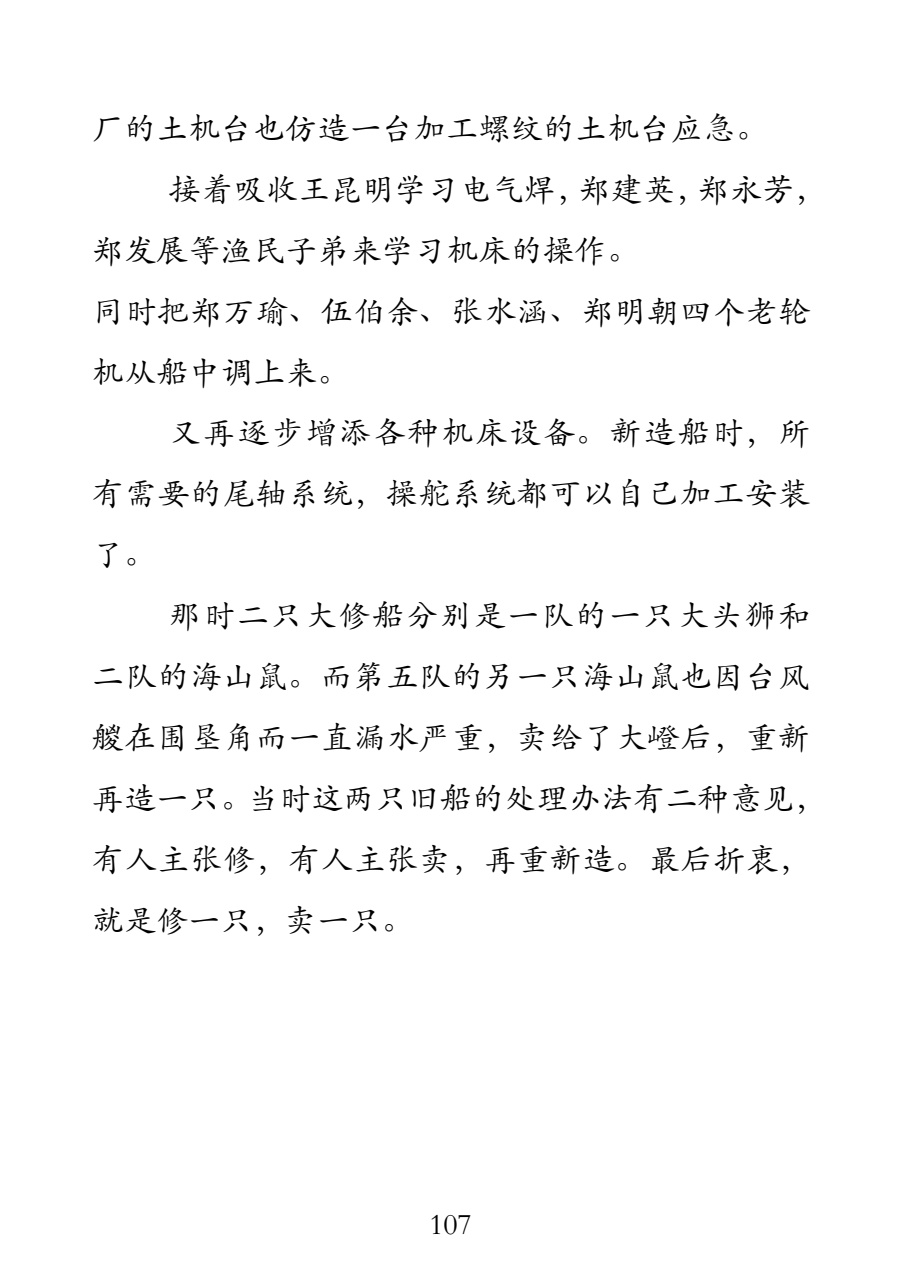 厂的土机台也仿造一台加工螺纹的土机台应急。
接着吸收王昆明学习电气焊，郑建英，郑永芳，
郑发展等渔民子弟来学习机床的操作。
同时把郑万瑜、伍伯余、张水涵、郑明朝四个老轮
机从船中调上来。
又再逐步增添各种机床设备。新造船时，所
有需要的尾轴系统，操舵系统都可以自己加工安装
了。
那时二只大修船分别是一队的一只大头狮和
二队的海山鼠。而第五队的另一只海山鼠也因台风
艘在围垦角而一直漏水严重，卖给了大嶝后，重新
再造一只。当时这两只旧船的处理办法有二种意见，
有人主张修，有人主张卖，再重新造。最后折衷，
就是修一只，卖一只。
107